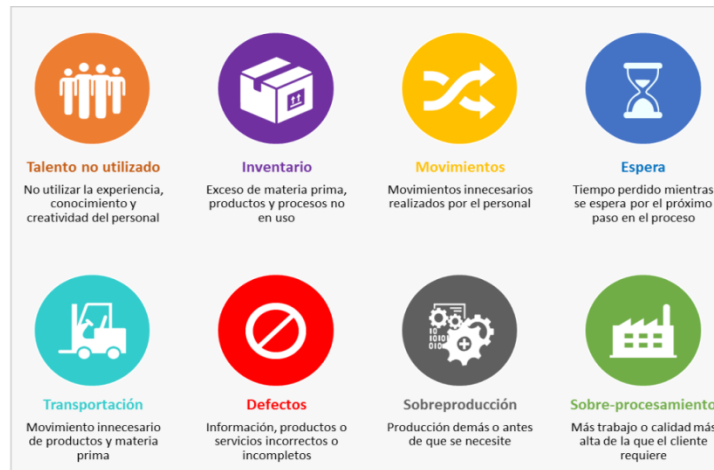 Talento no utilizado
No utilizar la experiencia,
conocimiento y
creatividad del personal
Inventario
Exceso de materia prima,
productos y procesos no
en uso
Movimientos
Movimientos innecesarios
realizados por el personal
Espera
Tiempo perdido mientras
se espera por el próximo
paso en el proceso
Transportación
Movimiento innecesario
de productos y materia
prima
Defectos
Información, productos o
servicios incorrectos o
incompletos
10
1010
010
Sobreproducción
Producción demás o antes
de que se necesite
Sobre-procesamiento
Más trabajo o calidad más
alta de la que el cliente
requiere